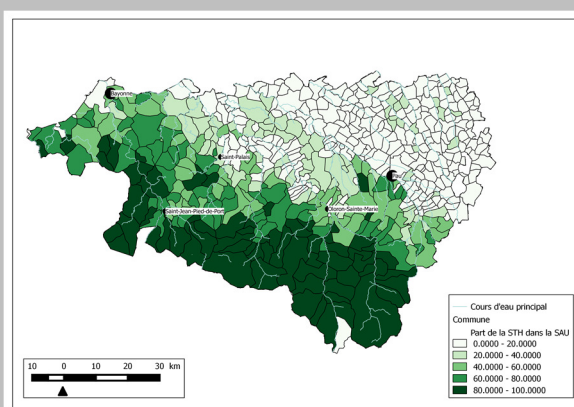 Bayonne
Saint-Palais
Saint-Jean-Pied-de-Port
Oloron-Sainte-Marie
Cours d'eau principal
Commune
Part de la STH dans la SAU
0.0000 - 20.0000
20.0000 - 40.0000
40.0000 - 60.0000
60.0000 - 80.0000
80.0000 - 100.0000
10 0 10 20 30 km